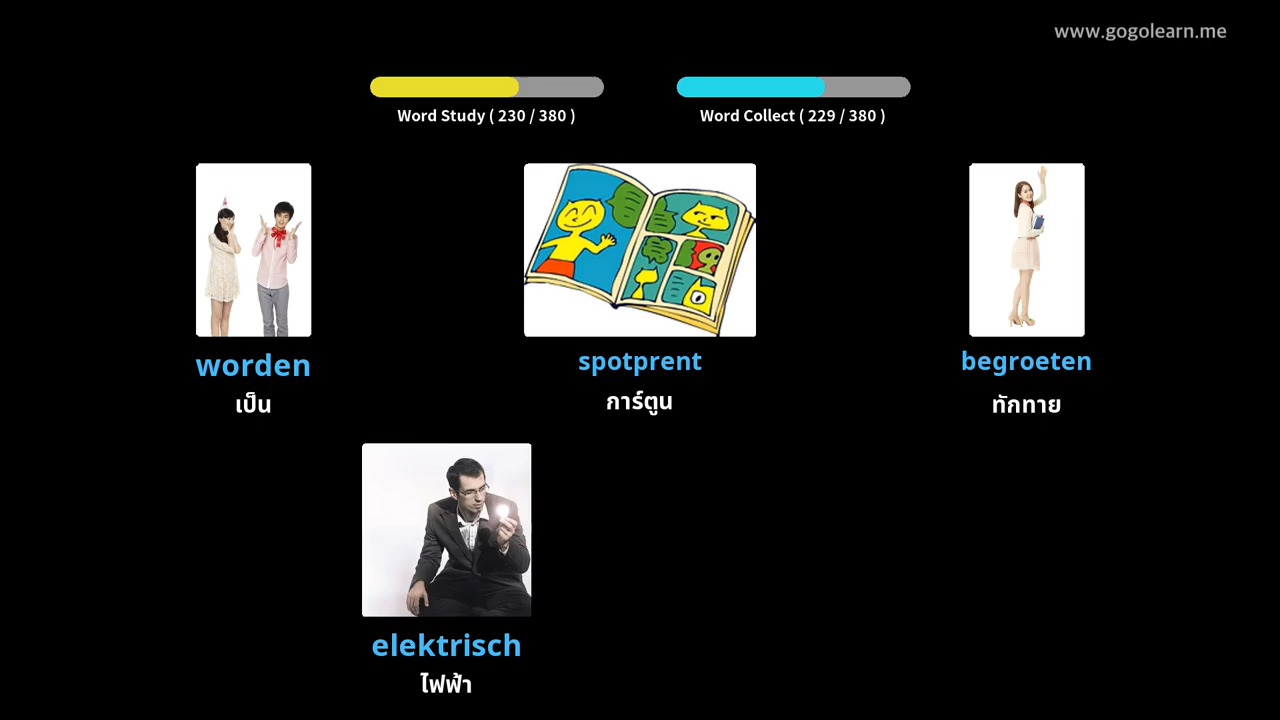 www.gogolearn.me
Word Study ( 230 / 380 )
Word Collect ( 229 / 380 )
worden
เป็น
spotprent
การ์ตูน
begroeten
ทักทาย
elektrisch
ไฟฟ้า